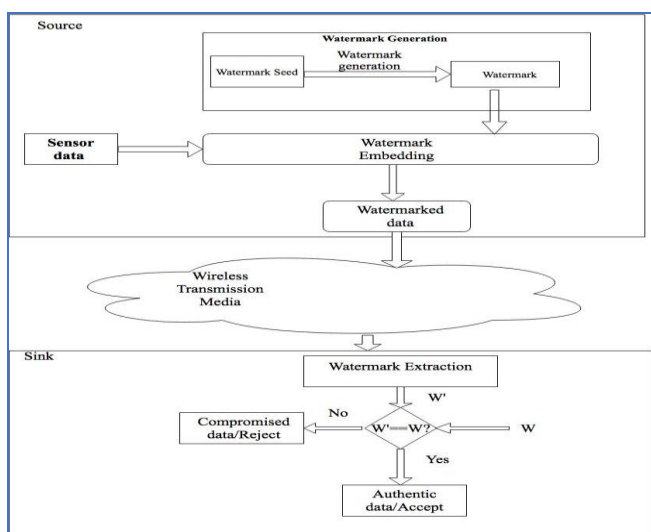 Source
Watermark Generation
Watermark Seed
Watermark
generation
Watermark
Sensor
data
Watermark
Embedding
Watermarked
data
Wireless
Transmission
Media
Sink
Watermark Extraction
W'
No
Compromised
data/Reject
W'==W?
W
Yes
Authentic
data/Accept